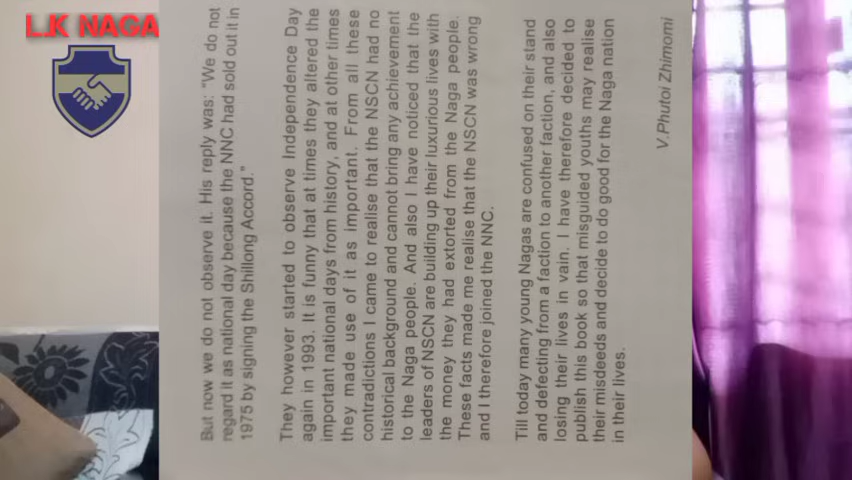 L.K NAGA
But now we do not observe it. His reply was: "We do not
regard it as national day because the NNC had sold out it in
1975 by signing the Shillong Accord."
They however started to observe Independence Day
again in 1993. It is funny that at times they altered the
important national days from history, and at other times
they made use of it as important. From all these
contradictions I came to realise that the NSCN had no
historical background and cannot bring any achievement
to the Naga people. And also I have noticed that the
leaders of NSCN are building up their luxurious lives with
the money they had extorted from the Naga people.
These facts made me realise that the NSCN was wrong
and I therefore joined the NNC.
Till today many young Nagas are confused on their stand
and defecting from a faction to another faction, and also
losing their lives in vain. I have therefore decided to
publish this book so that misguided youths may realise
their misdeeds and decide to do good for the Naga nation
in their lives.
V.Phutoi Zhimomi